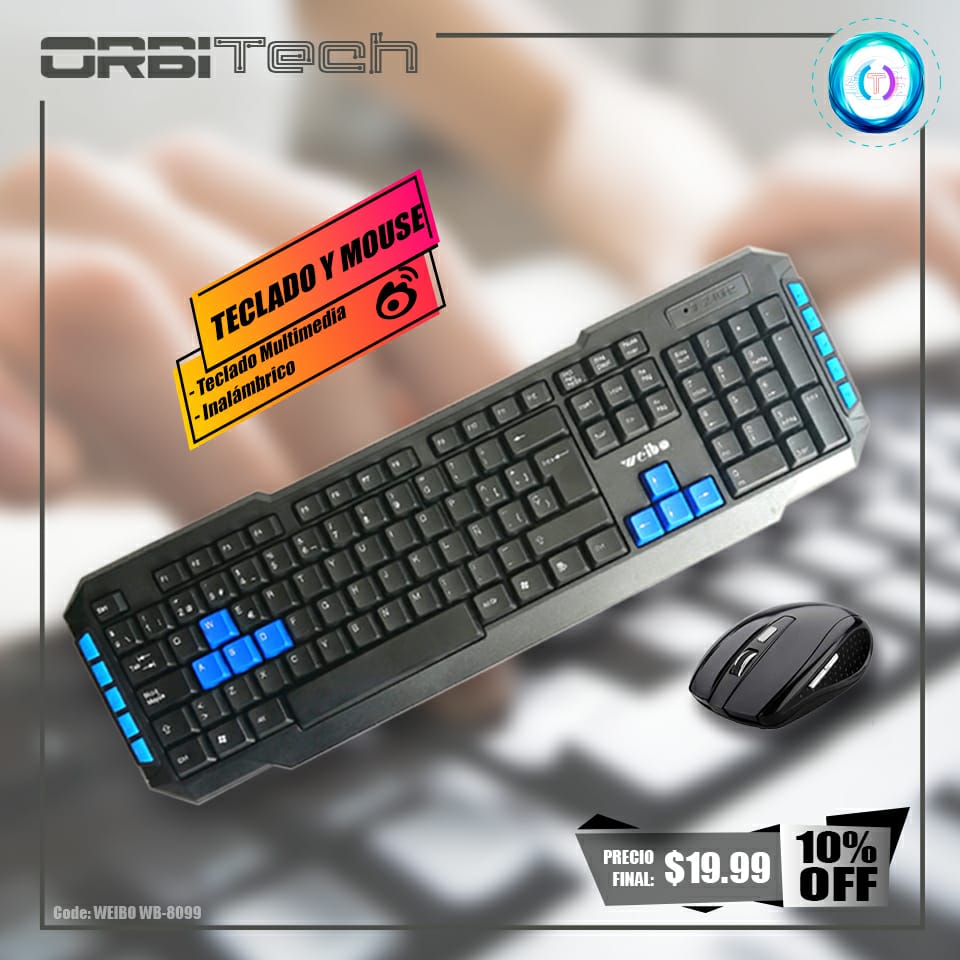 ORBITech
T
TECLADO Y MOUSE
- Teclado Multimedia
- Inalámbrico
weibo
PRECIO
FINAL:
$19.99
10%
OFF
Code: WEIBO WB-8099